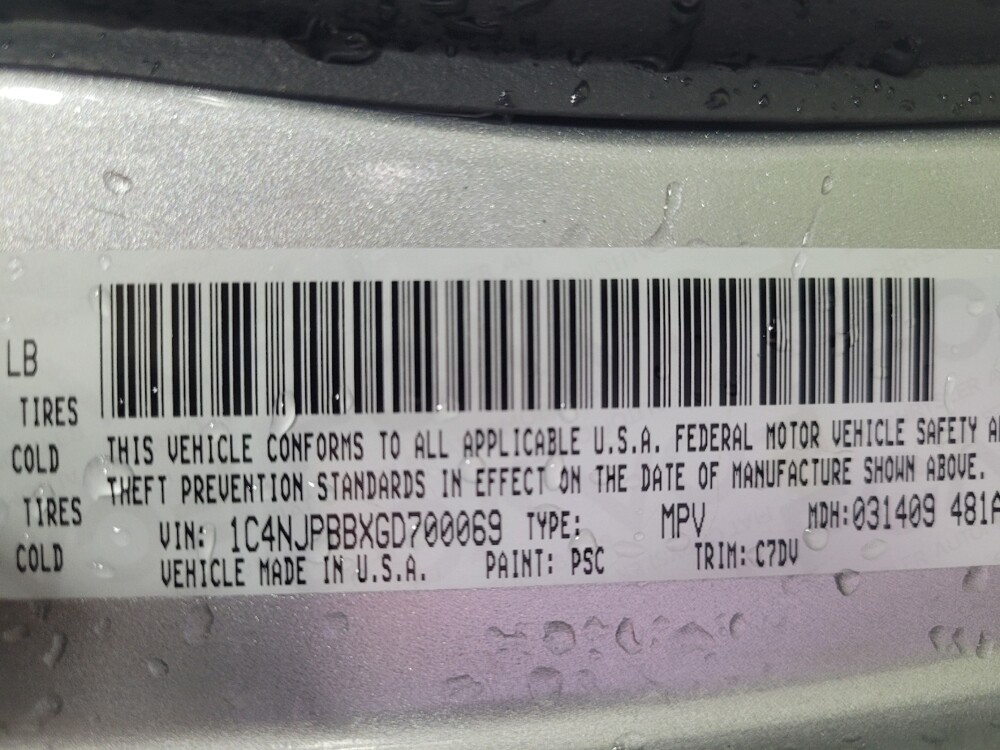 LB
TIRES
COLD
TIRES
COLD
THIS VEHICLE CONFORMS TO ALL APPLICABLE U.S.A. FEDERAL MOTOR VEHICLE SAFETY
THEFT PREVENTION STANDARDS IN EFFECT ON THE DATE OF MANUFACTURE SHOWN ABOVE.
VIN: 1C4NJPBBXGD700069 TYPE: MPV MDH:031409 481A
VEHICLE MADE IN U.S.A. PAINT: PSC TRIM: C7DV